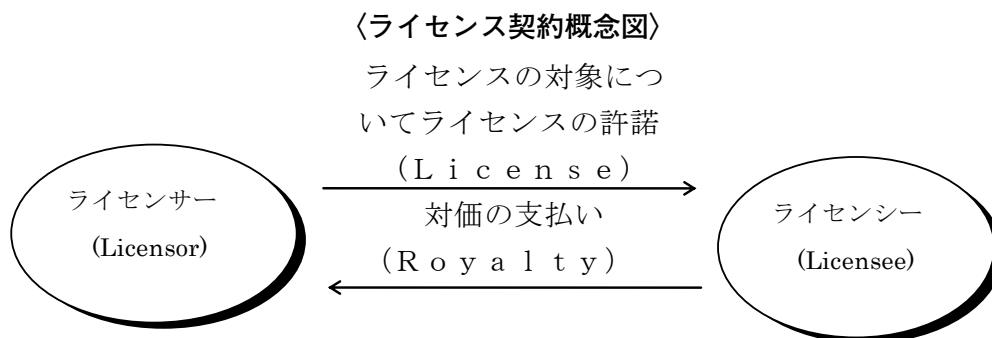 〈ライセンス契約概念図〉
ライセンスの対象につ
いてライセンスの許諾
（Ｌｉｃｅｎｓｅ）
ライセンサー
(Licensor)
対価の支払い
（Ｒｏｙａｌｔｙ）
ライセンシー
(Licensee)